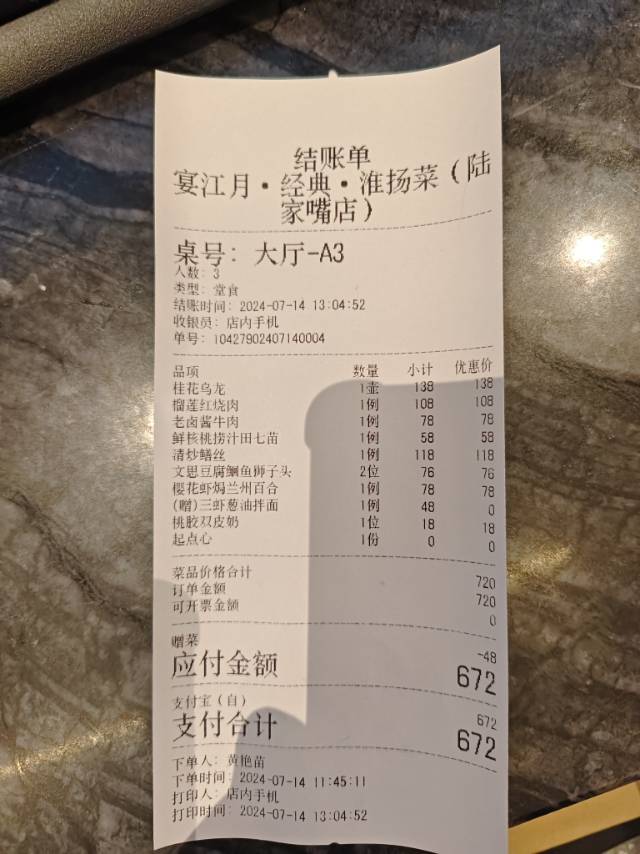 结账单
宴江月·经典·淮扬菜(陆
家嘴店)
桌号: 大厅-A3
人数: 3
类型: 堂食
结账时间: 2024-07-14 13:04:52
收银员: 店内手机
单号: 10427902407140004
品项 数量 小计 优惠价
桂花乌龙 1壶 138 138
榴莲红烧肉 1例 108 108
老卤酱牛肉 1例 78 78
鲜核桃捞汁田七苗 1例 58 58
清炒鳝丝 1例 118 118
文思豆腐鮰鱼狮子头 2位 76 76
樱花虾焗兰州百合 1例 78 78
(赠)三虾葱油拌面 1例 48 0
桃胶双皮奶 1位 18 18
起点心 1份 0 0
菜品价格合计 720
订单金额 720
可开票金额 0
赠菜 -48
应付金额 672
支付宝(自) 672
支付合计 672
下单人: 黄艳苗
下单时间: 2024-07-14 11:45:11
打印人: 店内手机
打印时间: 2024-07-14 13:04:52